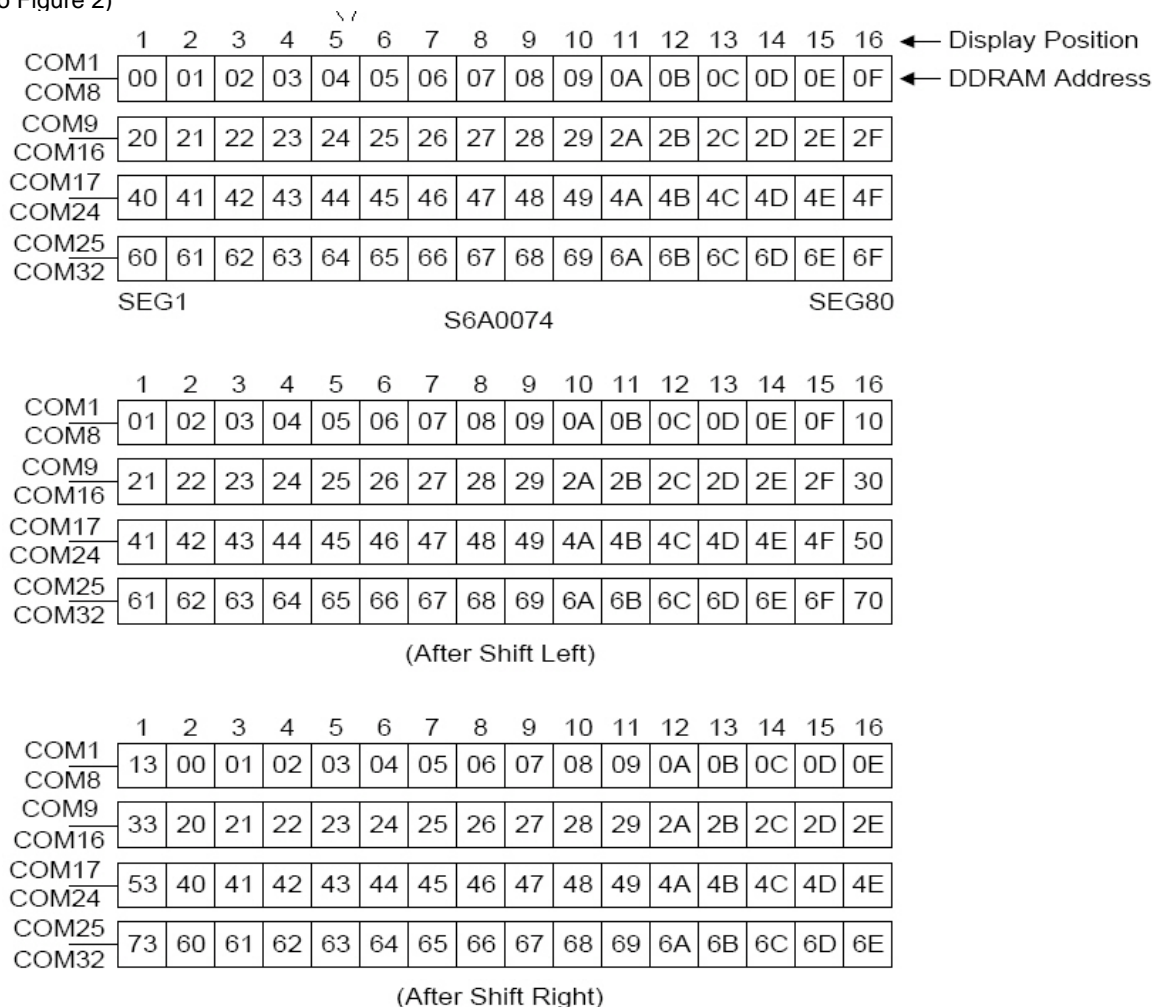 Figure 2)
1 2 3 4 5 6 7 8 9 10 11 12 13 14 15 16 Display Position
COM1
COM8
00 01 02 03 04 05 06 07 08 09 0A 0B 0C 0D 0E 0F DDRAM Address
COM9
COM16
20 21 22 23 24 25 26 27 28 29 2A 2B 2C 2D 2E 2F
COM17
COM24
40 41 42 43 44 45 46 47 48 49 4A 4B 4C 4D 4E 4F
COM25
COM32
60 61 62 63 64 65 66 67 68 69 6A 6B 6C 6D 6E 6F
SEG1 SEG80
S6A0074
1 2 3 4 5 6 7 8 9 10 11 12 13 14 15 16
COM1
COM8
01 02 03 04 05 06 07 08 09 0A 0B 0C 0D 0E 0F 10
COM9
COM16
21 22 23 24 25 26 27 28 29 2A 2B 2C 2D 2E 2F 30
COM17
COM24
41 42 43 44 45 46 47 48 49 4A 4B 4C 4D 4E 4F 50
COM25
COM32
61 62 63 64 65 66 67 68 69 6A 6B 6C 6D 6E 6F 70
(After Shift Left)
1 2 3 4 5 6 7 8 9 10 11 12 13 14 15 16
COM1
COM8
13 00 01 02 03 04 05 06 07 08 09 0A 0B 0C 0D 0E
COM9
COM16
33 20 21 22 23 24 25 26 27 28 29 2A 2B 2C 2D 2E
COM17
COM24
53 40 41 42 43 44 45 46 47 48 49 4A 4B 4C 4D 4E
COM25
COM32
73 60 61 62 63 64 65 66 67 68 69 6A 6B 6C 6D 6E
(After Shift Right)